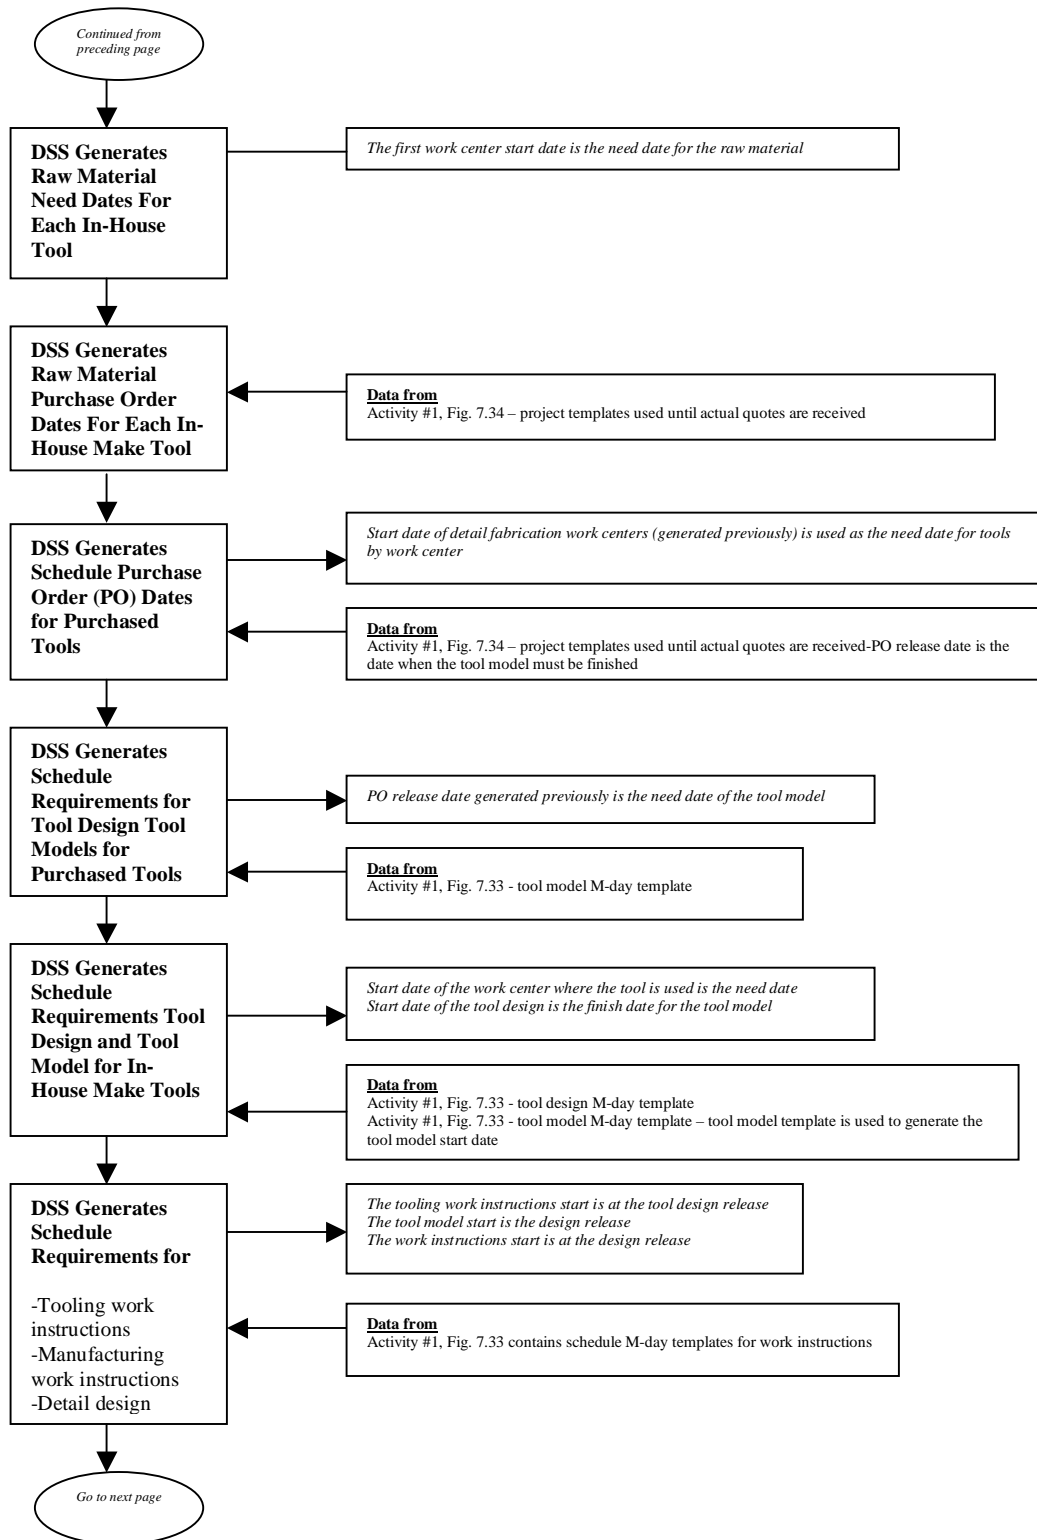 Continued from
preceding page
DSS Generates
Raw Material
Need Dates For
Each In-House
Tool
The first work center start date is the need date for the raw material
DSS Generates
Raw Material
Purchase Order
Dates For Each In-
House Make Tool
Data from
Activity #1, Fig. 7.34 – project templates used until actual quotes are received
DSS Generates
Schedule Purchase
Order (PO) Dates
for Purchased
Tools
Start date of detail fabrication work centers (generated previously) is used as the need date for tools
by work center
Data from
Activity #1, Fig. 7.34 – project templates used until actual quotes are received-PO release date is the
date when the tool model must be finished
DSS Generates
Schedule
Requirements for
Tool Design Tool
Models for
Purchased Tools
PO release date generated previously is the need date of the tool model
Data from
Activity #1, Fig. 7.33 - tool model M-day template
DSS Generates
Schedule
Requirements Tool
Design and Tool
Model for In-
House Make Tools
Start date of the work center where the tool is used is the need date
Start date of the tool design is the finish date for the tool model
Data from
Activity #1, Fig. 7.33 - tool design M-day template
Activity #1, Fig. 7.33 - tool model M-day template – tool model template is used to generate the
tool model start date
DSS Generates
Schedule
Requirements for
-Tooling work
instructions
-Manufacturing
work instructions
-Detail design
The tooling work instructions start is at the tool design release
The tool model start is the design release
The work instructions start is at the design release
Data from
Activity #1, Fig. 7.33 contains schedule M-day templates for work instructions
Go to next page